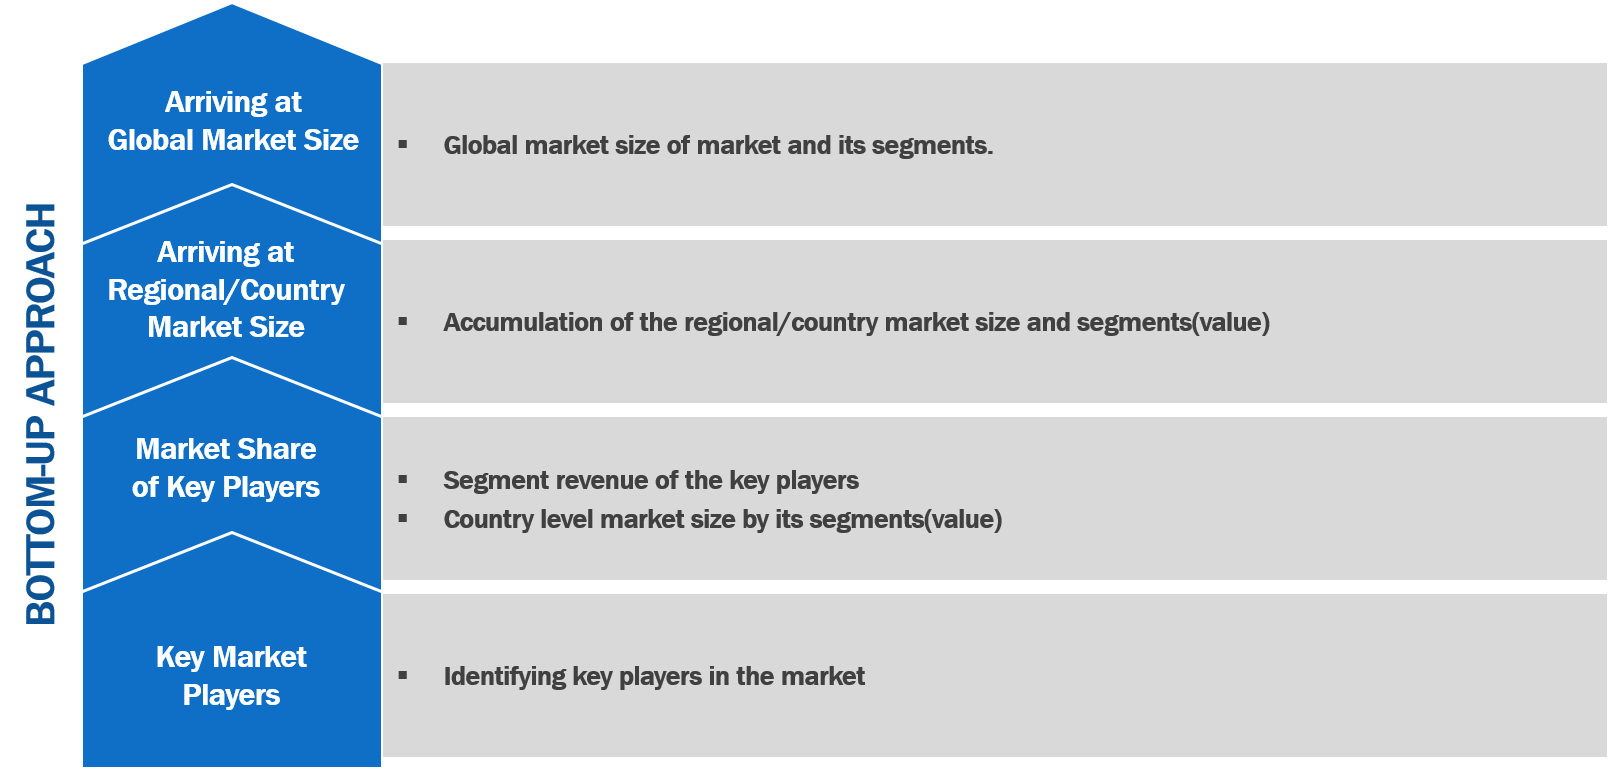 BOTTOM-UP APPROACH
Arriving at
Global Market Size
▪ Global market size of market and its segments.
Arriving at
Regional/Country
Market Size
▪ Accumulation of the regional/country market size and segments(value)
Market Share
of Key Players
▪ Segment revenue of the key players
▪ Country level market size by its segments(value)
Key Market
Players
▪ Identifying key players in the market